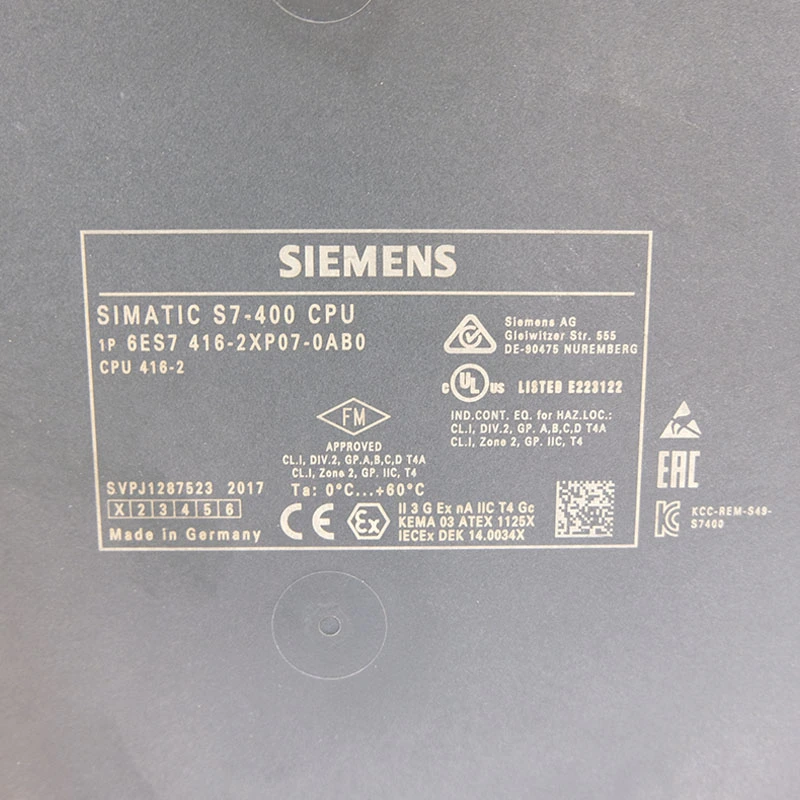 SIEMENS
SIMATIC S7-400 CPU
1P 6ES7 416-2XP07-0AB0
CPU 416-2
Siemens AG
Gleiwitzer Str. 555
DE-90475 NUREMBERG
C UL US LISTED E223122
IND.CONT. EQ. for HAZ.LOC.:
CL.I, DIV.2, GP. A,B,C,D T4A
CL.I, Zone 2, GP. IIC, T4
FM
APPROVED
CL.I, DIV.2, GP.A,B,C,D T4A
CL.I, Zone 2, GP. IIC, T4
Ta: 0°C...+60°C
SVPJ1287523 2017
X 2 3 4 5 6
Made in Germany
CE Ex
II 3 G Ex nA IIC T4 Gc
KEMA 03 ATEX 1125X
IECEx DEK 14.0034X
EAC
KCC-REM-S49-
S7400